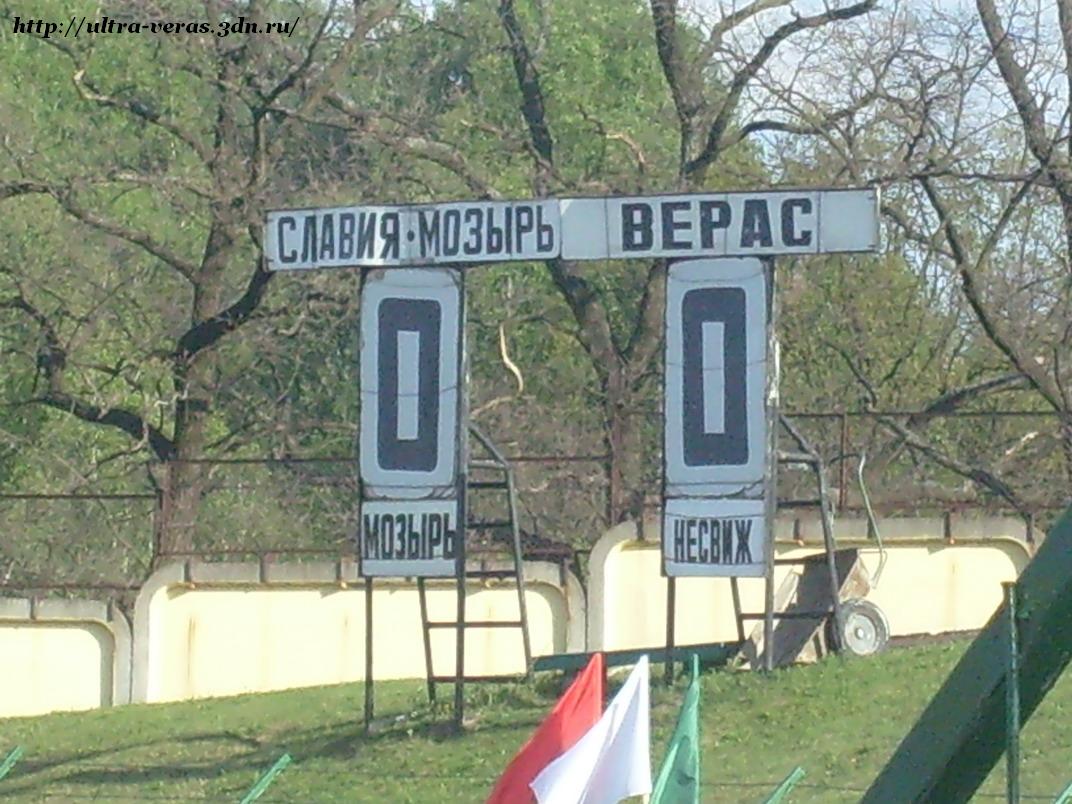 http://ultra-veras.3dn.ru/
СЛАВИЯ·МОЗЫРЬ ВЕРАС
0 0
МОЗЫРЬ НЕСВИЖ